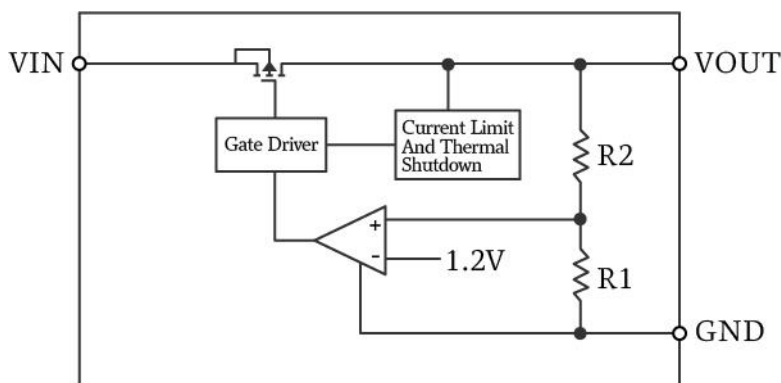 VIN
VOUT
Gate Driver
Current Limit
And Thermal
Shutdown
R2
+
-
1.2V
R1
GND